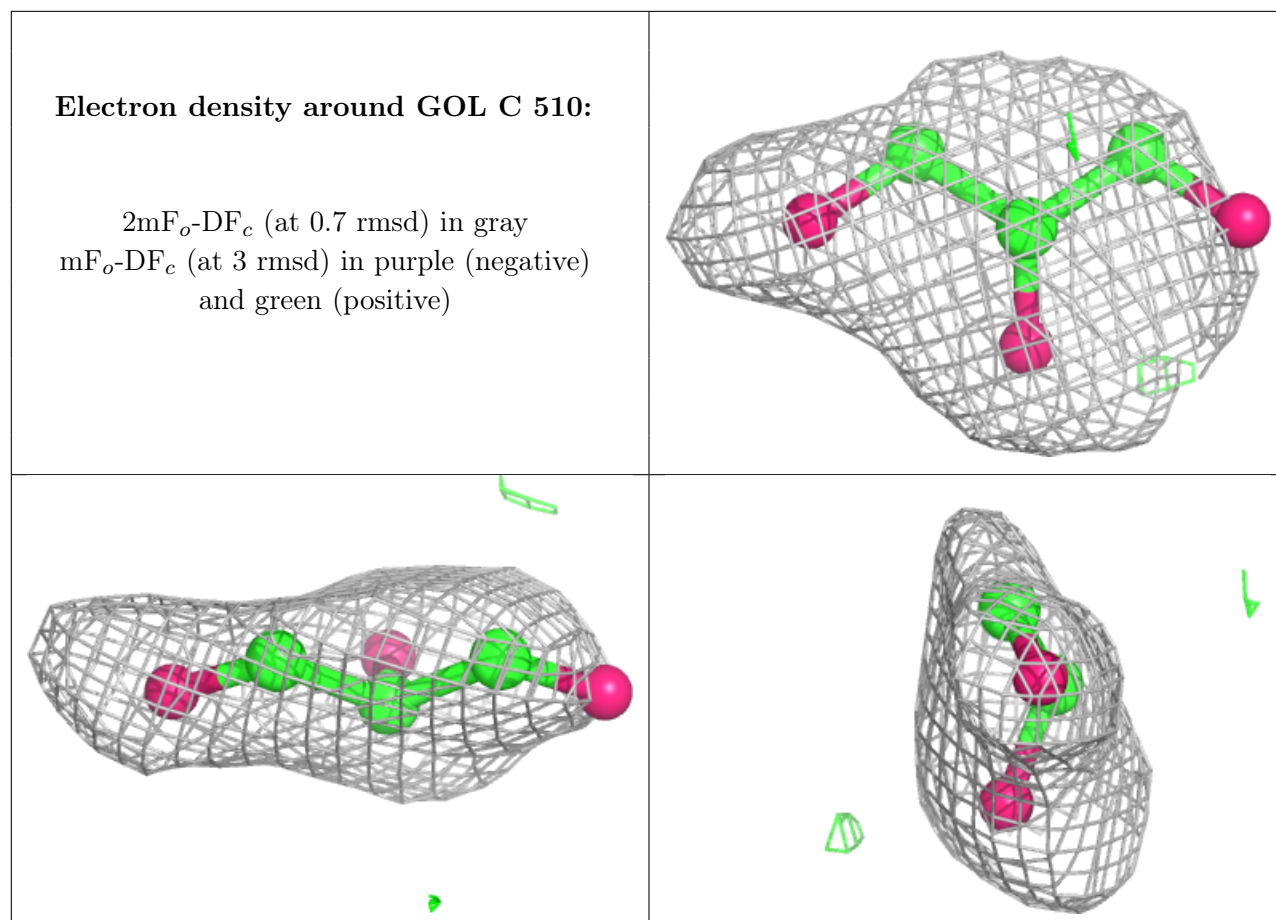 Electron density around GOL C 510:
2mFo-DFc (at 0.7 rmsd) in gray
mFo-DFc (at 3 rmsd) in purple (negative)
and green (positive)